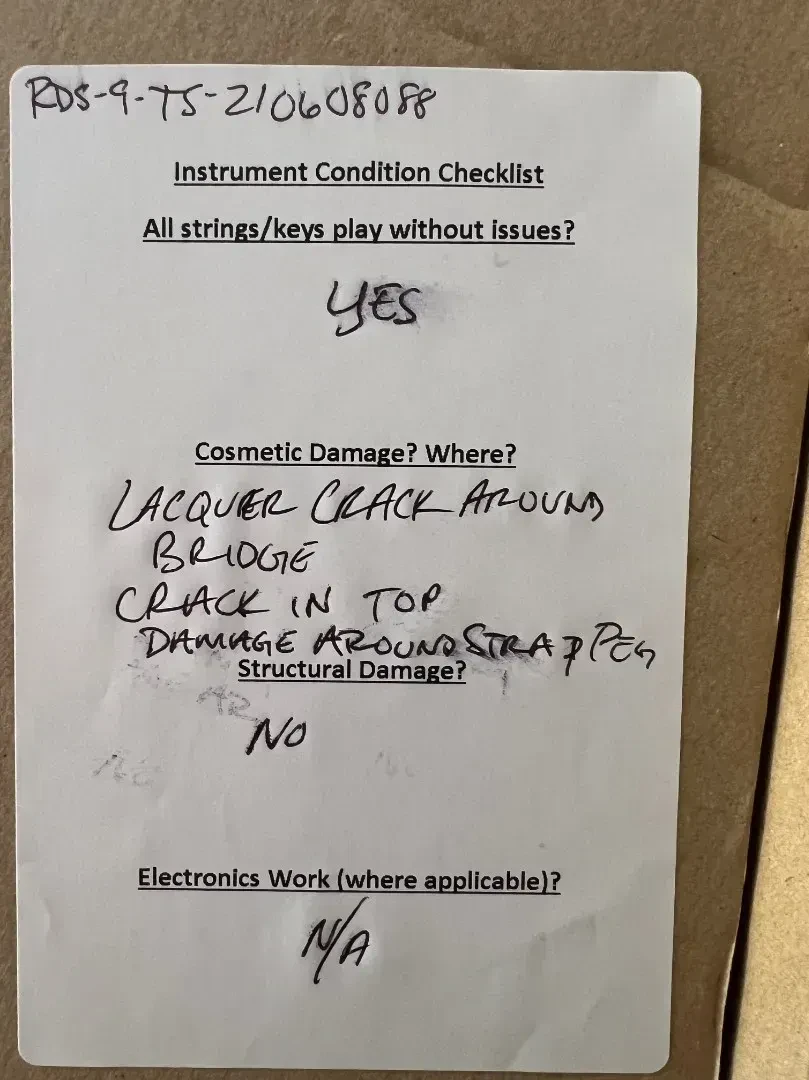 RDS-9-TS-210608088
Instrument Condition Checklist
All strings/keys play without issues?
YES
Cosmetic Damage? Where?
LACQUER CRACK AROUND
BRIDGE
CRACK IN TOP
DAMAGE AROUND STRAP PEG
Structural Damage?
NO
Electronics Work (where applicable)?
N/A